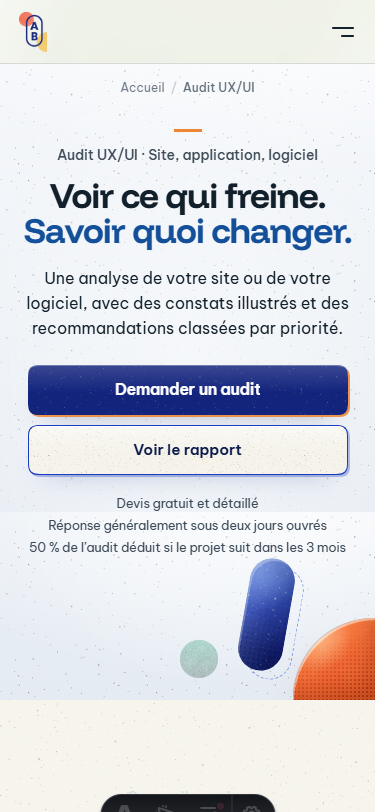 A
B
Accueil / Audit UX/UI
Audit UX/UI · Site, application, logiciel
Voir ce qui freine.
Savoir quoi changer.
Une analyse de votre site ou de votre
logiciel, avec des constats illustrés et des
recommandations classées par priorité.
Demander un audit
Voir le rapport
Devis gratuit et détaillé
Réponse généralement sous deux jours ouvrés
50 % de l’audit déduit si le projet suit dans les 3 mois